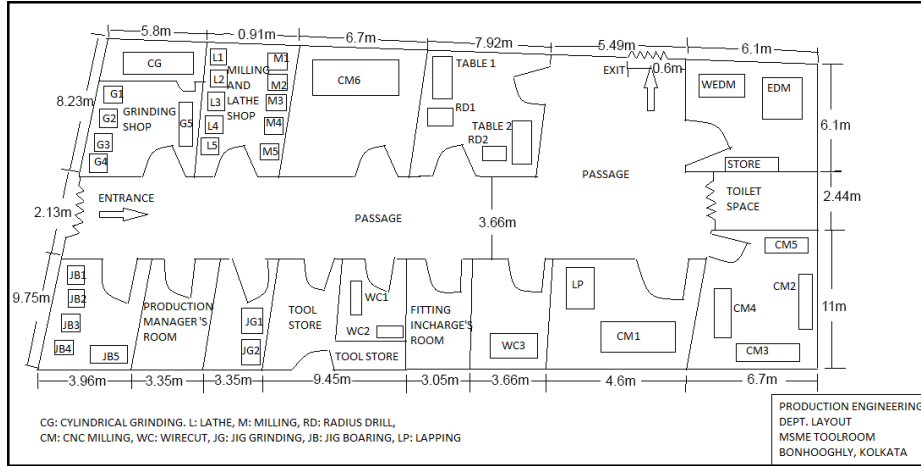 5.8m 0.91m 6.7m 7.92m 5.49m 6.1m
CG
L1
M1
TABLE 1
EXIT
0.6m
WEDM
EDM
8.23m
G1
G2
G3
G4
G5
GRINDING
SHOP
L2
L3
L4
L5
MILLING
AND
LATHE
SHOP
M2
M3
M4
M5
CM6
RD1
TABLE 2
RD2
6.1m
STORE
PASSAGE
2.13m
ENTRANCE
PASSAGE
3.66m
TOILET
SPACE
2.44m
9.75m
JB1
JB2
JB3
JB4
JB5
PRODUCTION
MANAGER'S
ROOM
JG1
JG2
TOOL
STORE
WC1
WC2
TOOL STORE
FITTING
INCHARGE'S
ROOM
WC3
LP
CM1
CM5
CM2
CM4
CM3
11m
3.96m 3.35m 3.35m 9.45m 3.05m 3.66m 4.6m 6.7m
CG: CYLINDRICAL GRINDING. L: LATHE, M: MILLING, RD: RADIUS DRILL,
CM: CNC MILLING, WC: WIRECUT, JG: JIG GRINDING, JB: JIG BOARING, LP: LAPPING
PRODUCTION ENGINEERING
DEPT. LAYOUT
MSME TOOLROOM
BONHOOGHLY, KOLKATA